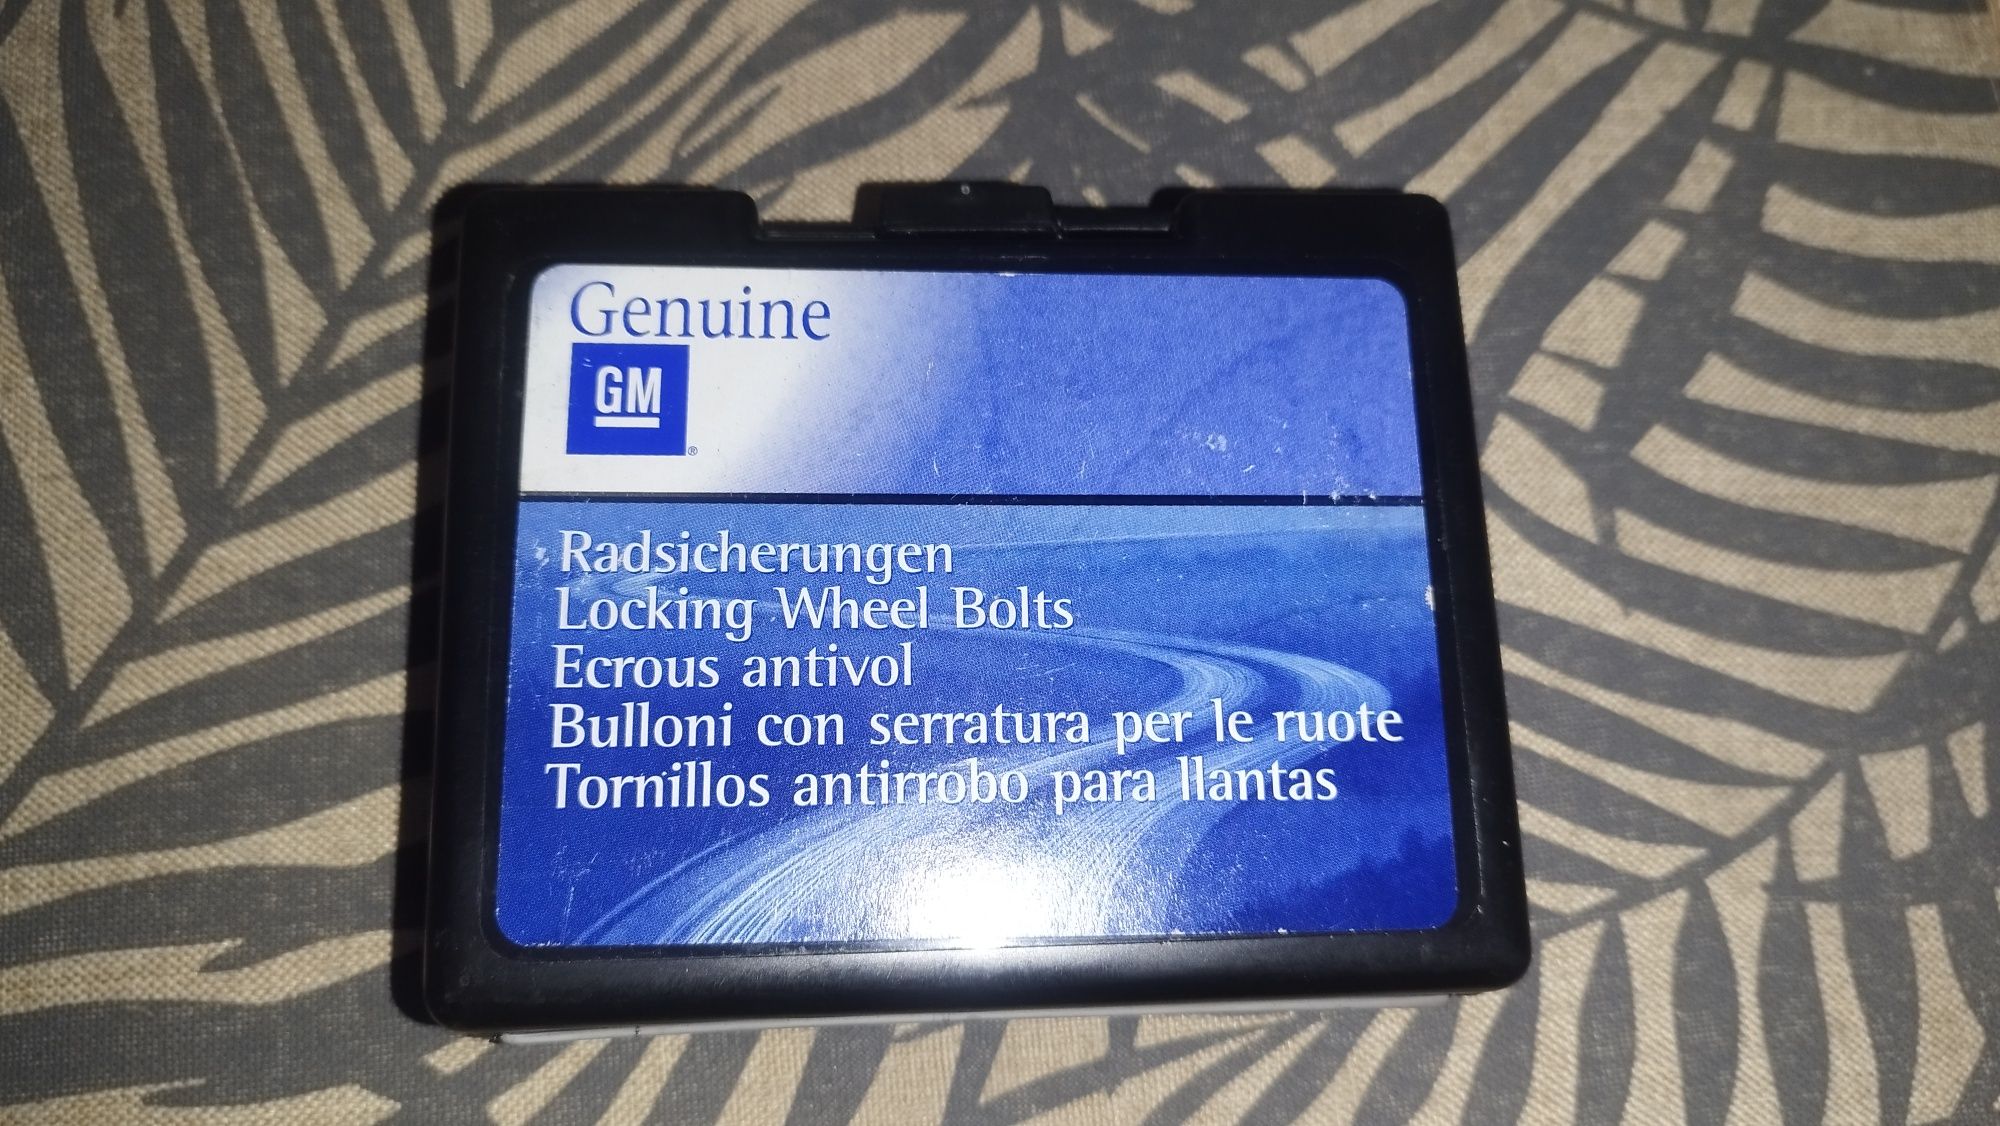 Genuine
GM
®
Radsicherungen
Locking Wheel Bolts
Ecrous antivol
Bulloni con serratura per le ruote
Tornillos antirrobo para llantas